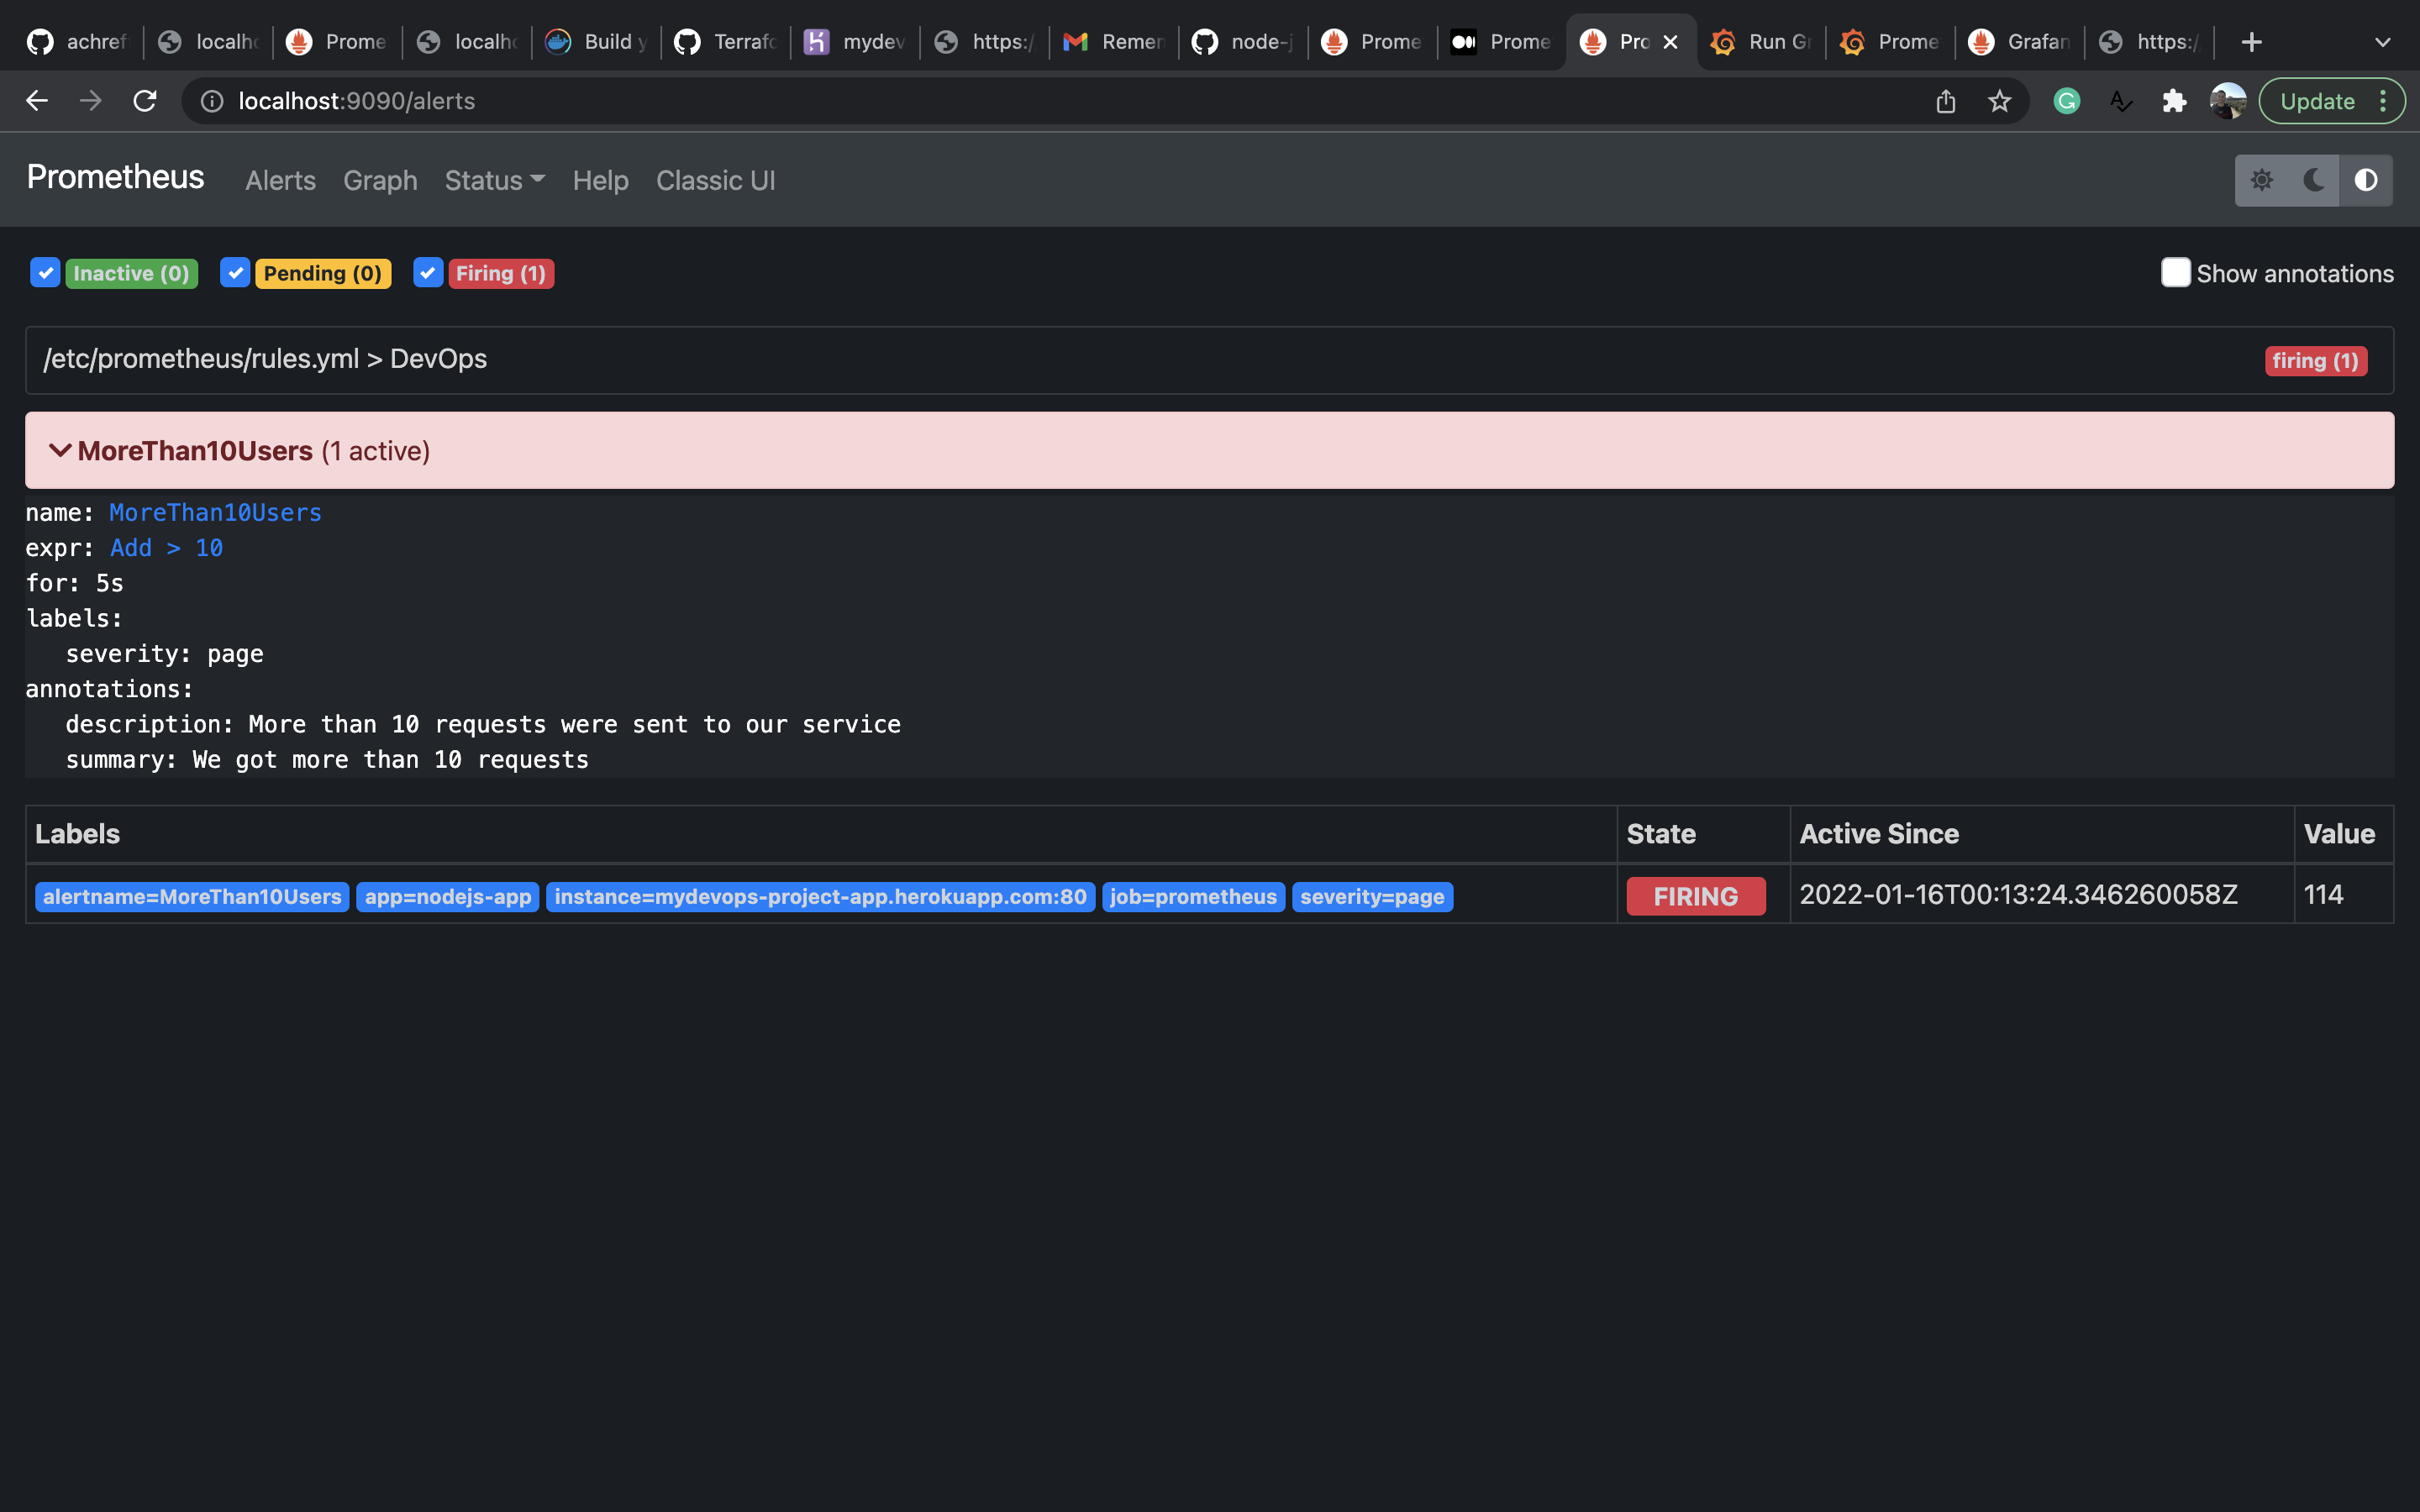 achref localho Prome localho Build y Terrafo mydev https:/ Remem node-j Prome Prome Pro Run Gr Prome Grafan https:/
localhost:9090/alerts Update
Prometheus Alerts Graph Status Help Classic UI
Inactive (0) Pending (0) Firing (1) Show annotations
/etc/prometheus/rules.yml > DevOps firing (1)
MoreThan10Users (1 active)
name: MoreThan10Users
expr: Add > 10
for: 5s
labels:
severity: page
annotations:
description: More than 10 requests were sent to our service
summary: We got more than 10 requests
Labels State Active Since Value
alertname=MoreThan10Users app=nodejs-app instance=mydevops-project-app.herokuapp.com:80 job=prometheus severity=page FIRING 2022-01-16T00:13:24.346260058Z 114